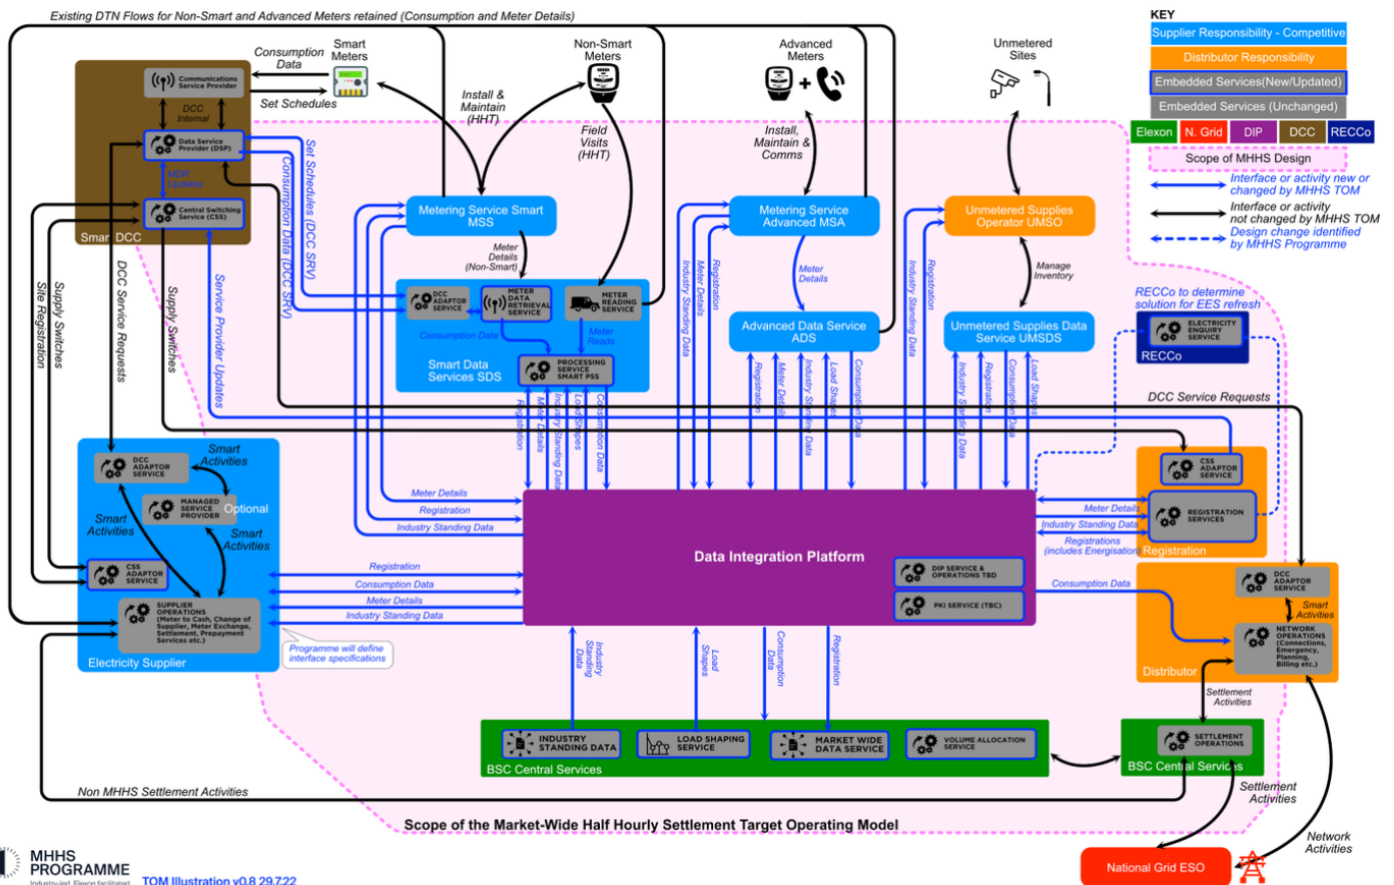 Existing DTN Flows for Non-Smart and Advanced Meters retained (Consumption and Meter Details)
KEY
Supplier Responsibility - Competitive
Distributor Responsibility
Embedded Services(New/Updated)
Embedded Services (Unchanged)
Elexon
N. Grid
DIP
DCC
RECCo
Scope of MHHS Design
Interface or activity new or
changed by MHHS TOM
Interface or activity
not changed by MHHS TOM
Design change identified
by MHHS Programme
Smart
Meters
Non-Smart
Meters
Advanced
Meters
Unmetered
Sites
Consumption
Data
Set Schedules
Install &
Maintain
(HHT)
Field
Visits
(HHT)
Install,
Maintain &
Comms
Communications
Service Provider
DCC
Internal
Data Service
Provider (DSP)
MDR
Updates
Central Switching
Service (CSS)
Smart DCC
Set Schedules (DCC SRV)
Consumption Data (DCC SRV)
Metering Service Smart
MSS
Metering Service
Advanced MSA
Unmetered Supplies
Operator UMSO
Meter
Details
(Non-Smart)
Meter Details
Manage
Inventory
DCC
ADAPTOR
SERVICE
METER
DATA
RETRIEVAL
SERVICE
METER
READING
SERVICE
Consumption Data
Meter
Reads
Smart Data
Services SDS
PROCESSING
SERVICE
SMART PSS
Advanced Data Service
ADS
Unmetered Supplies Data
Service UMSDS
RECCo to determine
solution for EES refresh
ELECTRICITY
ENQUIRY
SERVICE
RECCo
Site Registration
Supply Switches
DCC Service Requests
Supply Switches
Service Provider Updates
Registration
Meter Details
Industry Standing Data
Registration
Industry Standing Data
Registration
Meter Details
Industry Standing Data
Load Shapes
Consumption Data
Registration
Meter Details
Industry Standing Data
Load Shapes
Consumption Data
Industry Standing Data
Registration
Consumption Data
Load Shapes
DCC Service Requests
DCC
ADAPTOR
SERVICE
Smart
Activities
MANAGED
SERVICE
PROVIDER
Optional
Smart
Activities
Smart
Activities
CSS
ADAPTOR
SERVICE
SUPPLIER
OPERATIONS
(Meter to Cash, Change of
Supplier, Meter Exchange,
Settlement, Prepayment
Services etc.)
Electricity Supplier
Meter Details
Registration
Industry Standing Data
Registration
Consumption Data
Meter Details
Industry Standing Data
Programme will define
interface specifications
Data Integration Platform
DIP SERVICE &
OPERATIONS TBD
PKI SERVICE (TBC)
CSS
ADAPTOR
SERVICE
REGISTRATION
SERVICES
Registration
Meter Details
Industry Standing Data
Registrations
(includes Energisation)
Consumption Data
DCC
ADAPTOR
SERVICE
Smart
Activities
NETWORK
OPERATIONS
(Connections,
Emergency,
Planning,
Billing etc.)
Distributor
Settlement
Activities
Industry
Standing
Data
Load
Shapes
Consumption
Data
Registration
INDUSTRY
STANDING DATA
LOAD SHAPING
SERVICE
MARKET WIDE
DATA SERVICE
VOLUME ALLOCATION
SERVICE
BSC Central Services
SETTLEMENT
OPERATIONS
BSC Central Services
Non MHHS Settlement Activities
Settlement
Activities
Scope of the Market-Wide Half Hourly Settlement Target Operating Model
Network
Activities
National Grid ESO
MHHS
PROGRAMME
Industry-led, Elexon facilitated
TOM Illustration v0.8 29.7.22